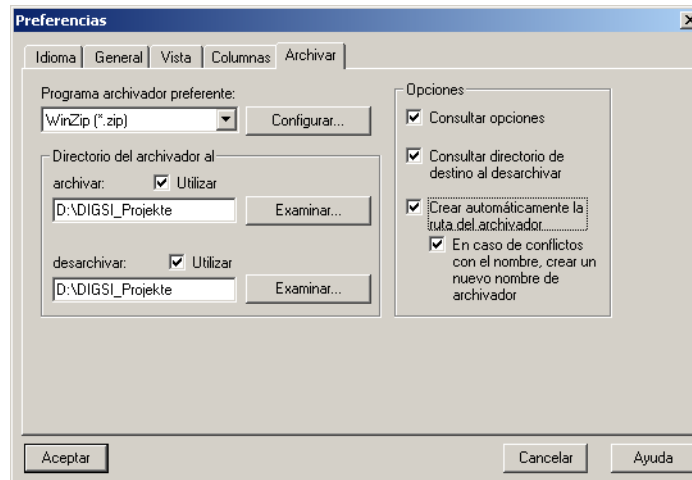 Preferencias
Idioma General Vista Columnas Archivar
Programa archivador preferente:
WinZip (*.zip)
Configurar...
Directorio del archivador al
archivar:
Utilizar
D:\DIGSI_Projekte
Examinar...
desarchivar:
Utilizar
D:\DIGSI_Projekte
Examinar...
Opciones
Consultar opciones
Consultar directorio de
destino al desarchivar
Crear automáticamente la
ruta del archivador
En caso de conflictos
con el nombre, crear un
nuevo nombre de
archivador
Aceptar
Cancelar
Ayuda